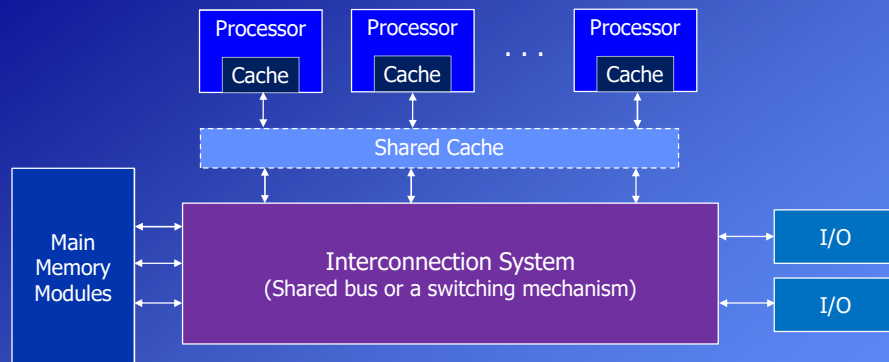 Processor
Cache
Processor
Cache
. . .
Processor
Cache
Shared Cache
Main
Memory
Modules
Interconnection System
(Shared bus or a switching mechanism)
I/O
I/O